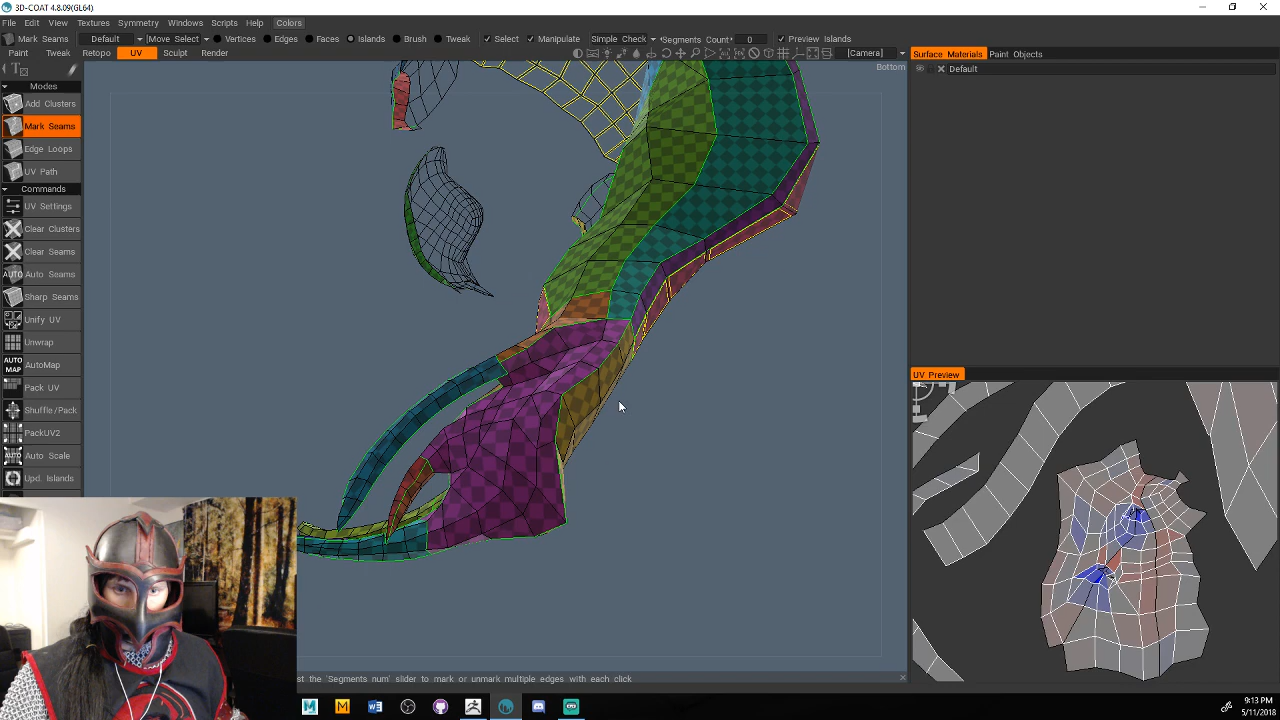 3D-COAT 4.8.09(GL64)
File Edit View Textures Symmetry Windows Scripts Help Colors
Mark Seams Default [Move Select] Vertices Edges Faces Islands Brush Tweak Select Manipulate Simple Check Segments Count: 0 Preview Islands
Paint Tweak Retopo UV Sculpt Render [Camera] Surface Materials Paint Objects
Bottom
Default
Modes
Add Clusters
Mark Seams
Edge Loops
UV Path
Commands
UV Settings
Clear Clusters
Clear Seams
AUTO Auto Seams
Sharp Seams
Unify UV
Unwrap
AUTO MAP AutoMap
UV Preview
Pack UV
Shuffle/Pack
PackUV2
Auto Scale
Upd. Islands
st the 'Segments num' slider to mark or unmark multiple edges with each click
9:13 PM
5/11/2018